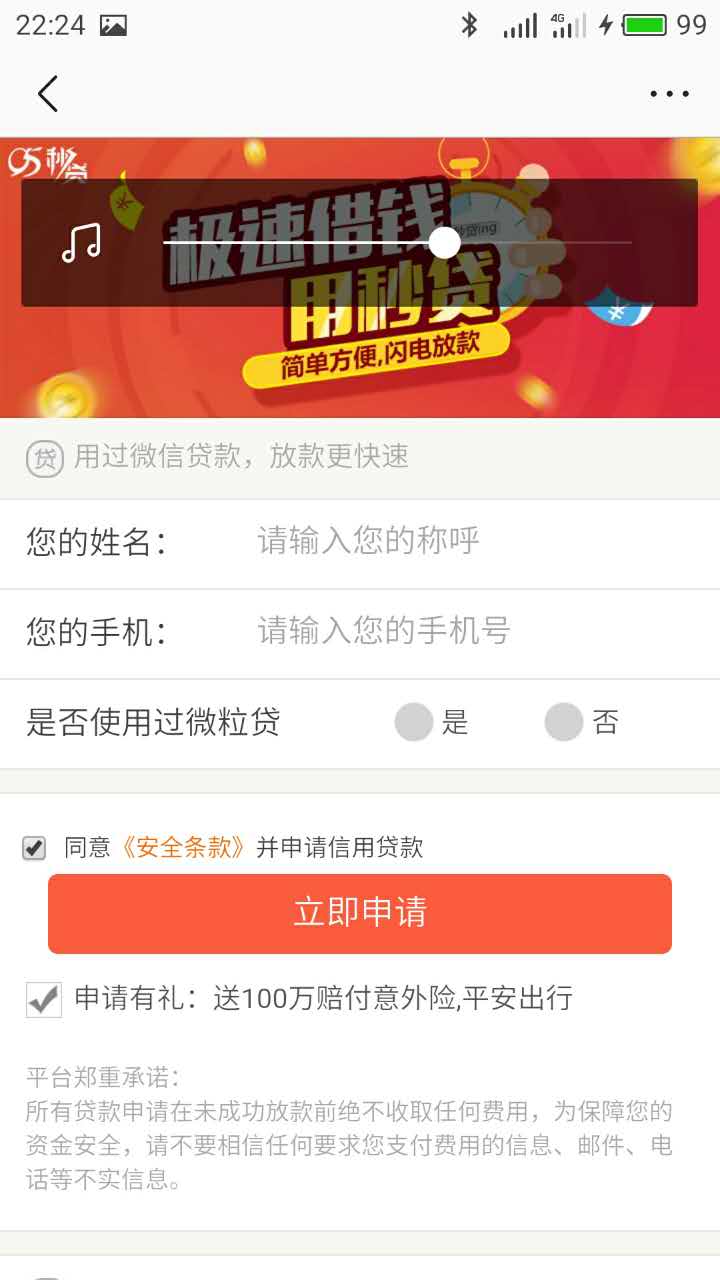 22:24
4G
99
95秒贷
极速借钱
秒贷ing
用秒贷
简单方便,闪电放款
贷 用过微信贷款，放款更快速
您的姓名： 请输入您的称呼
您的手机： 请输入您的手机号
是否使用过微粒贷 是 否
同意《安全条款》并申请信用贷款
立即申请
申请有礼：送100万赔付意外险,平安出行
平台郑重承诺：
所有贷款申请在未成功放款前绝不收取任何费用，为保障您的
资金安全，请不要相信任何要求您支付费用的信息、邮件、电
话等不实信息。